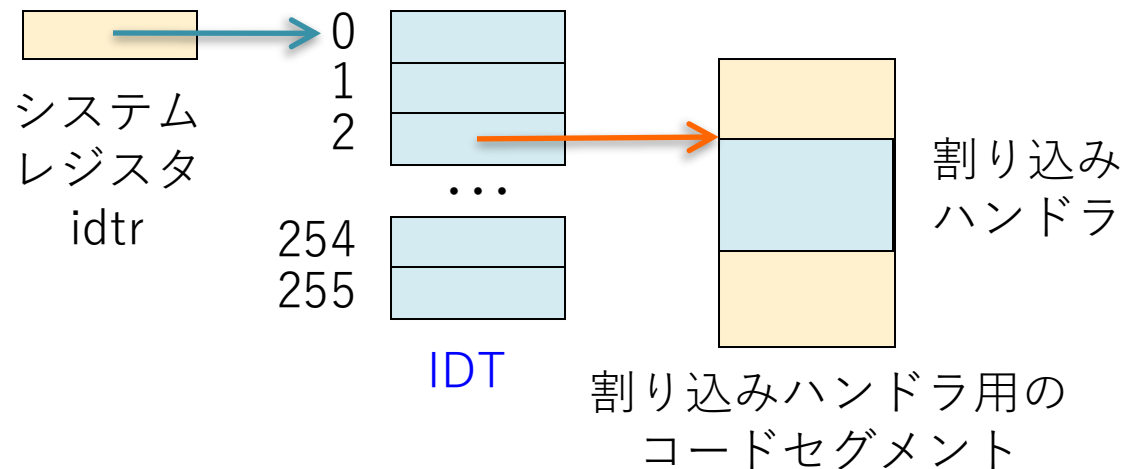 システム
レジスタ
idtr
0
1
2
...
254
255
IDT
割り込み
ハンドラ
割り込みハンドラ用の
コードセグメント